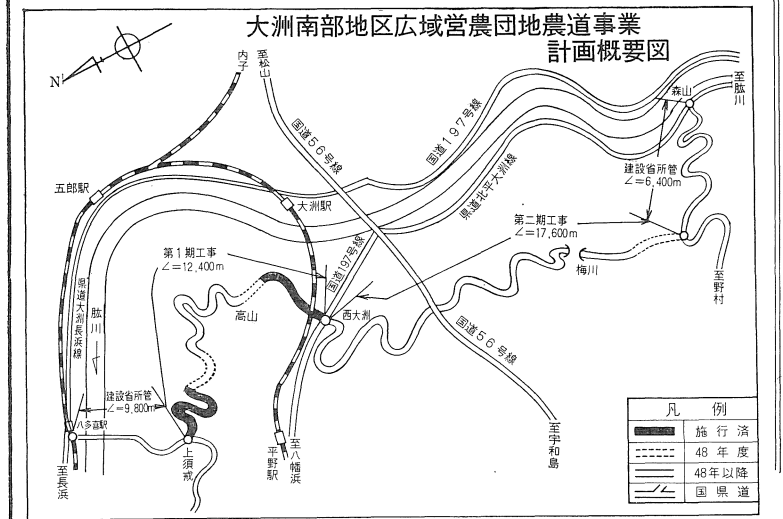 大洲南部地区広域営農団地農道事業
計画概要図
N
内子
至松山
国道56号線
国道197号線
県道北平大洲線
森山
至肱川
建設省所管
∠=6,400m
五郎駅
大洲駅
第1期工事
∠=12,400m
国道197号線
第二期工事
∠=17,600m
梅川
至野村
県道大洲長浜線
肱川
高山
西大洲
国道56号線
建設省所管
∠=9,800m
八多喜駅
至長浜
上須戒
平野駅
至八幡浜
至宇和島
凡例
施行済
48年度
48年以降
国県道